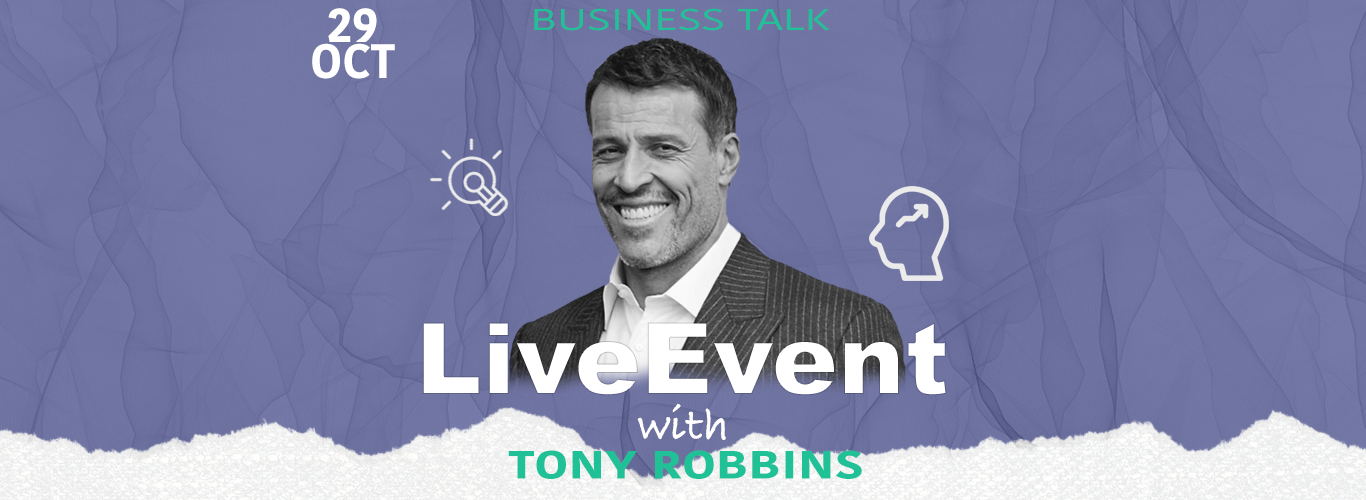 29
OCT
BUSINESS TALK
LiveEvent
with
TONY ROBBINS